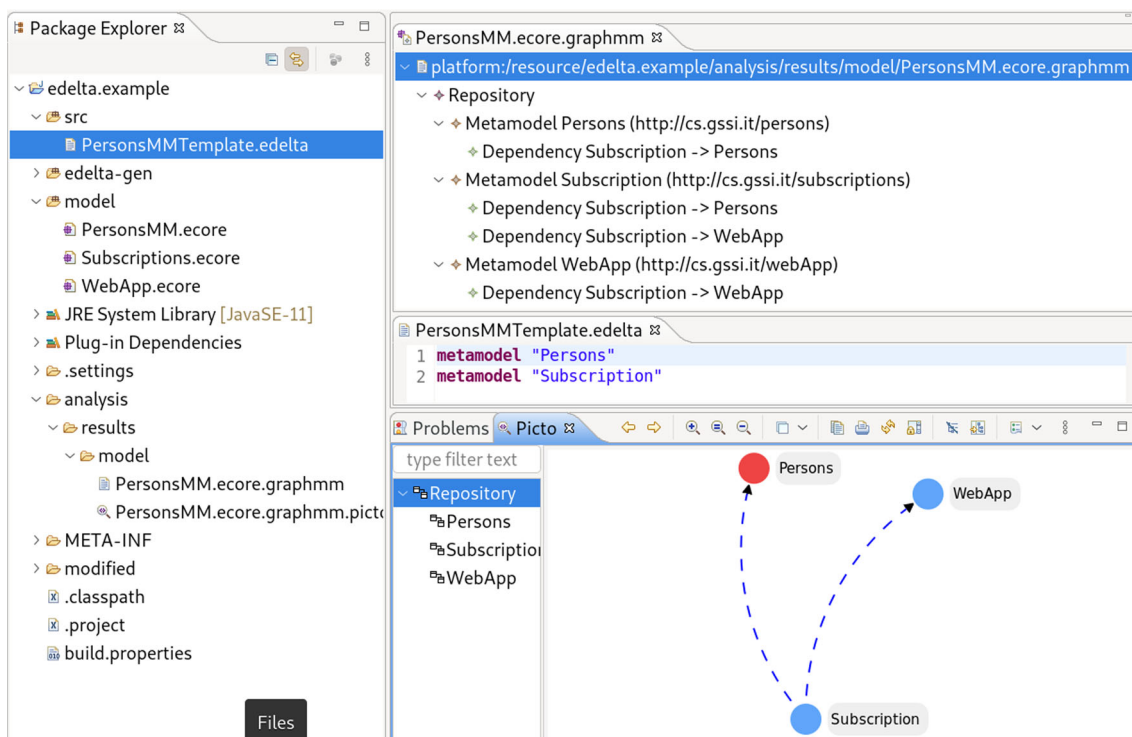 Package Explorer
edelta.example
src
PersonsMMTemplate.edelta
edelta-gen
model
PersonsMM.ecore
Subscriptions.ecore
WebApp.ecore
JRE System Library [JavaSE-11]
Plug-in Dependencies
.settings
analysis
results
model
PersonsMM.ecore.graphmm
PersonsMM.ecore.graphmm.picto
META-INF
modified
.classpath
.project
build.properties
Files
PersonsMM.ecore.graphmm
platform:/resource/edelta.example/analysis/results/model/PersonsMM.ecore.graphmm
Repository
Metamodel Persons (http://cs.gssi.it/persons)
Dependency Subscription -> Persons
Metamodel Subscription (http://cs.gssi.it/subscriptions)
Dependency Subscription -> Persons
Dependency Subscription -> WebApp
Metamodel WebApp (http://cs.gssi.it/webApp)
Dependency Subscription -> WebApp
PersonsMMTemplate.edelta
1 metamodel "Persons"
2 metamodel "Subscription"
Problems Picto
type filter text
Repository
Persons
Subscription
WebApp
Persons
WebApp
Subscription